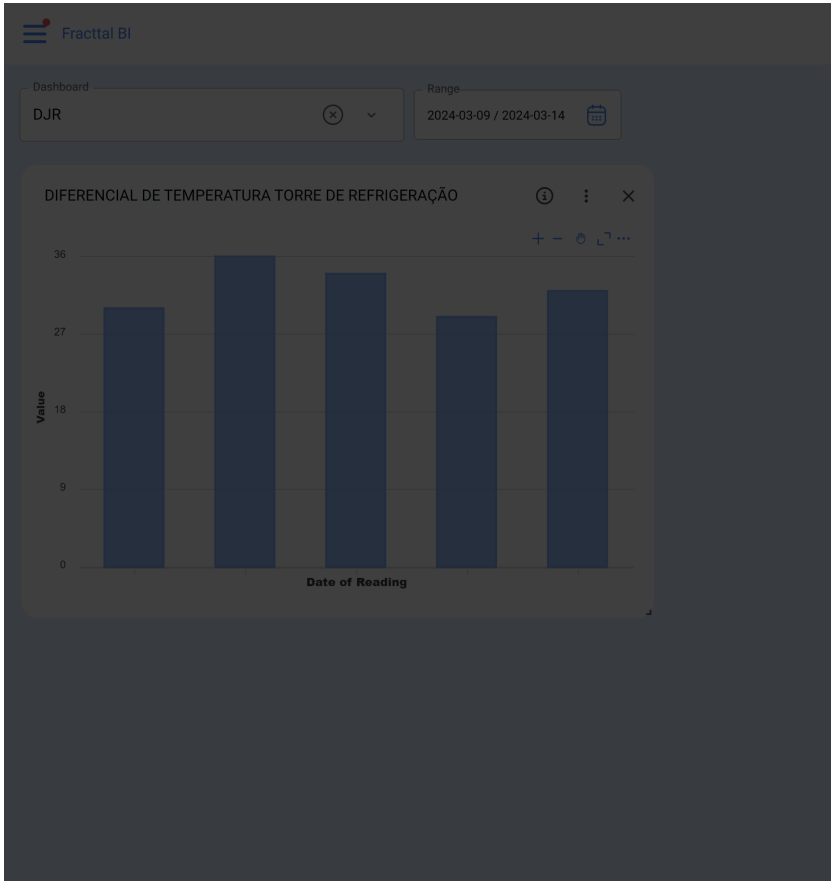 Fracttal BI
Dashboard
DJR
Range
2024-03-09 / 2024-03-14
DIFERENCIAL DE TEMPERATURA TORRE DE REFRIGERAÇÃO
36
27
18
9
0
Value
Date of Reading